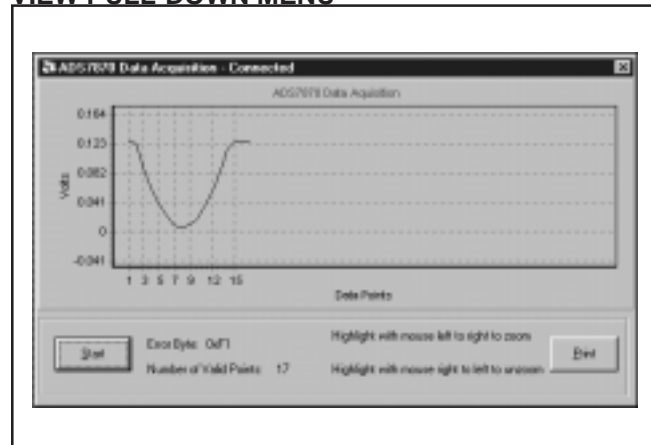 VIEW PULL-DOWN MENU
ADS7870 Data Acquisition - Connected
ADS7870 Data Aquisition
0.164
0.123
0.082
0.041
0
-0.041
Volts
1 3 5 7 9 12 15
Data Points
Start
Error Byte: 0xF1
Number of Valid Points: 17
Highlight with mouse left to right to zoom
Highlight with mouse right to left to unzoom
Print